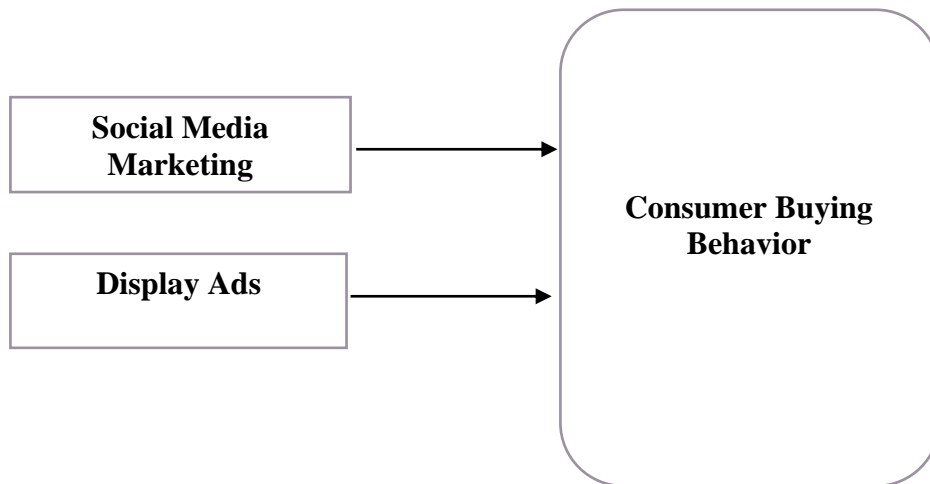 Social Media
Marketing
Display Ads
Consumer Buying
Behavior